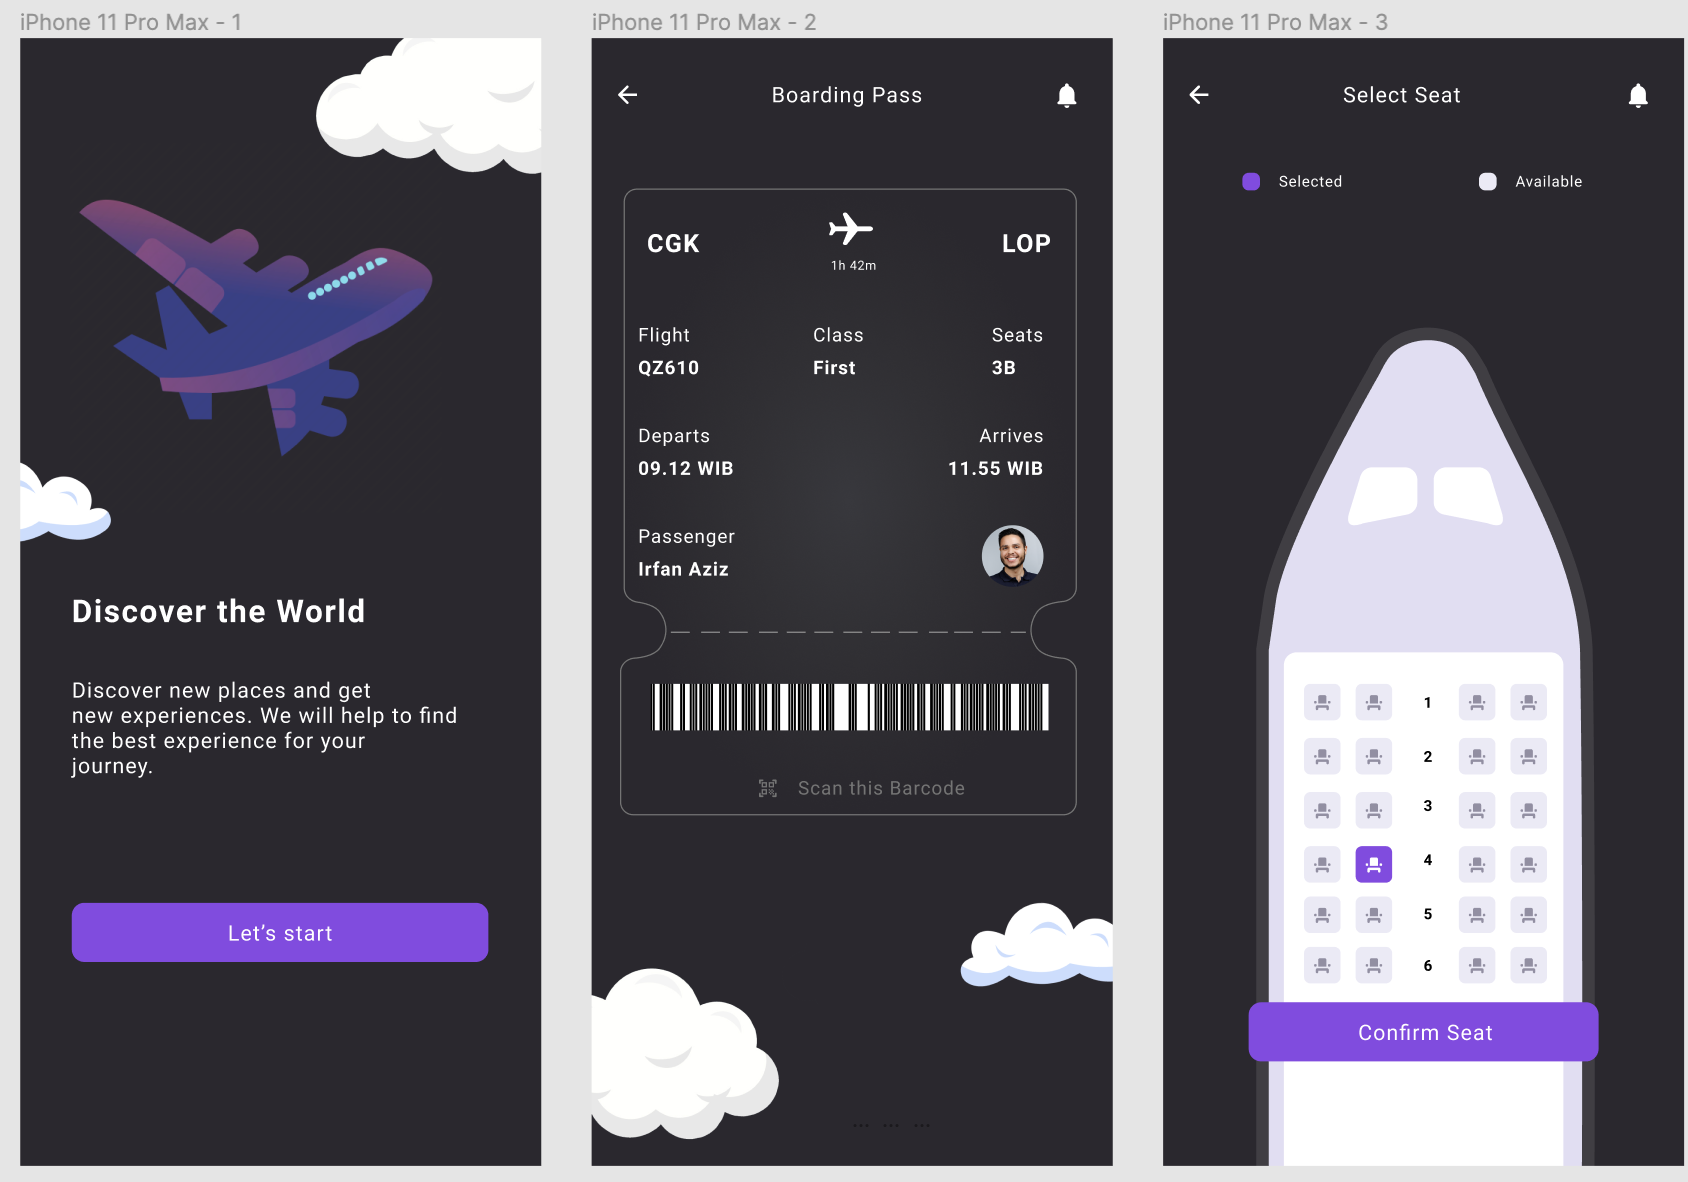 iPhone 11 Pro Max - 1
Discover the World
Discover new places and get
new experiences. We will help to find
the best experience for your
journey.
Let's start
iPhone 11 Pro Max - 2
Boarding Pass
CGK
LOP
1h 42m
Flight
Class
Seats
QZ610
First
3B
Departs
Arrives
09.12 WIB
11.55 WIB
Passenger
Irfan Aziz
Scan this Barcode
... ... ...
iPhone 11 Pro Max - 3
Select Seat
Selected
Available
1
2
3
4
5
6
Confirm Seat